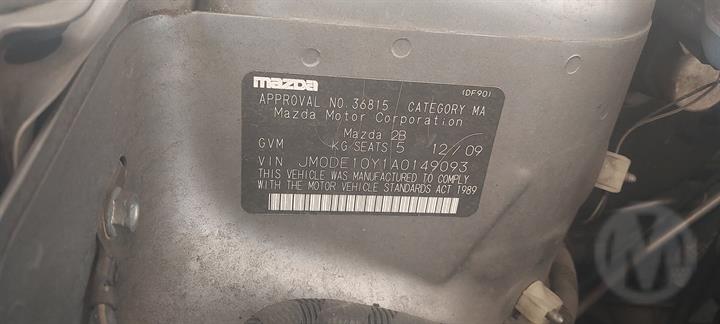 mazda (DF90)
APPROVAL NO.36815 CATEGORY MA
Mazda Motor Corporation
Mazda 2B
GVM KG SEATS 5 12/09
VIN JM0DE10Y1A0149093
THIS VEHICLE WAS MANUFACTURED TO COMPLY
WITH THE MOTOR VEHICLE STANDARDS ACT 1989
M